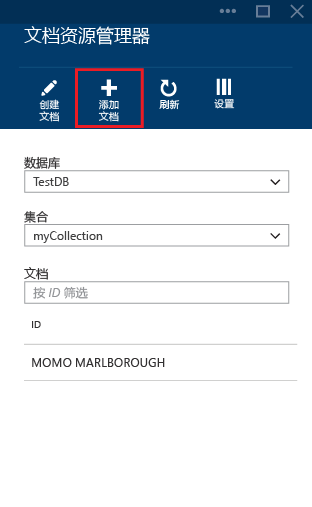 文档资源管理器
创建
文档
添加
文档
刷新
设置
数据库
TestDB
集合
myCollection
文档
按 ID 筛选
ID
MOMO MARLBOROUGH